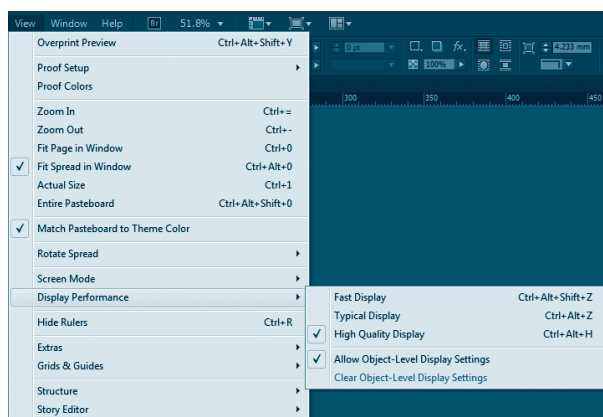 View Window Help Br 51.8%
Overprint Preview Ctrl+Alt+Shift+Y
0 pt fx. 4.233 mm
Proof Setup
100%
Proof Colors
300 350 400 450
Zoom In Ctrl+=
Zoom Out Ctrl+-
Fit Page in Window Ctrl+0
Fit Spread in Window Ctrl+Alt+0
Actual Size Ctrl+1
Entire Pasteboard Ctrl+Alt+Shift+0
Match Pasteboard to Theme Color
Rotate Spread
Screen Mode
Display Performance
Fast Display Ctrl+Alt+Shift+Z
Typical Display Ctrl+Alt+Z
Hide Rulers Ctrl+R
High Quality Display Ctrl+Alt+H
Extras
Allow Object-Level Display Settings
Grids & Guides
Clear Object-Level Display Settings
Structure
Story Editor